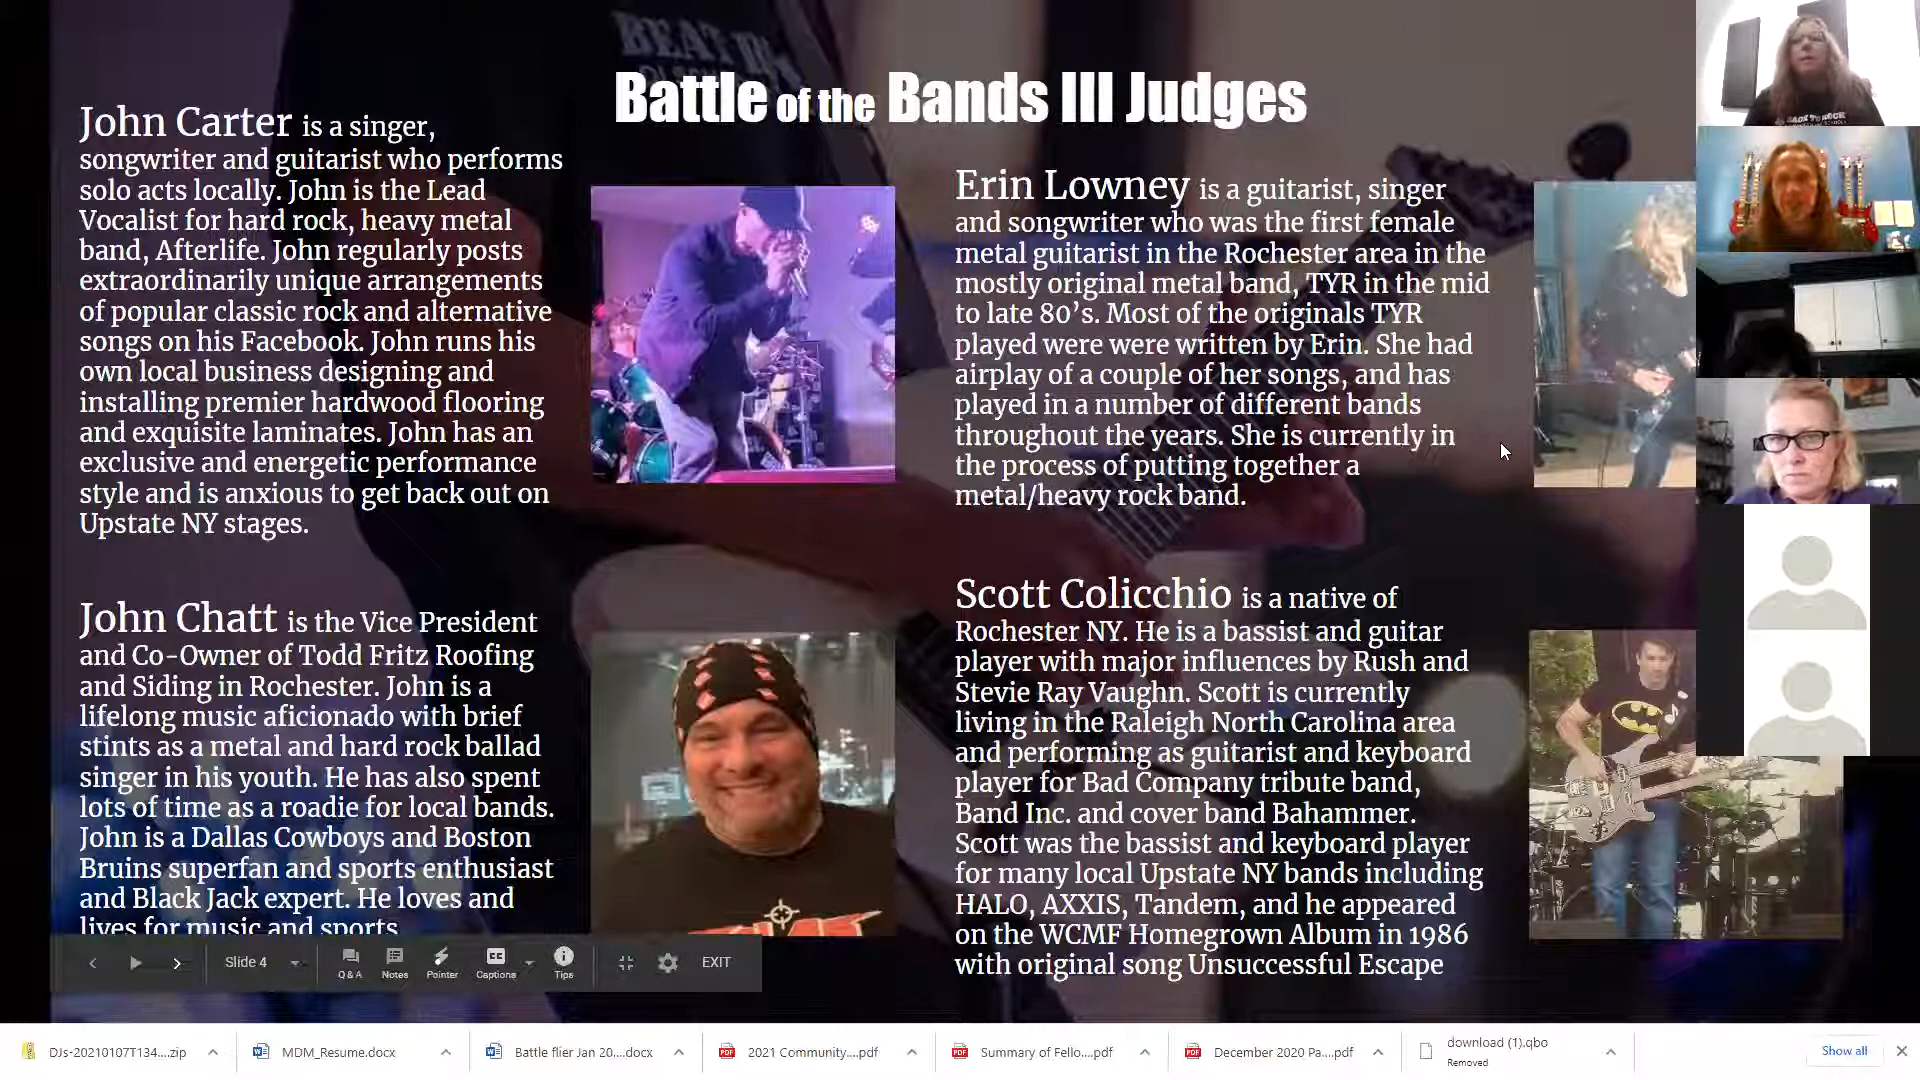 Battle of the Bands III Judges
John Carter is a singer,
songwriter and guitarist who performs
solo acts locally. John is the Lead
Vocalist for hard rock, heavy metal
band, Afterlife. John regularly posts
extraordinarily unique arrangements
of popular classic rock and alternative
songs on his Facebook. John runs his
own local business designing and
installing premier hardwood flooring
and exquisite laminates. John has an
exclusive and energetic performance
style and is anxious to get back out on
Upstate NY stages.
John Chatt is the Vice President
and Co-Owner of Todd Fritz Roofing
and Siding in Rochester. John is a
lifelong music aficionado with brief
stints as a metal and hard rock ballad
singer in his youth. He has also spent
lots of time as a roadie for local bands.
John is a Dallas Cowboys and Boston
Bruins superfan and sports enthusiast
and Black Jack expert. He loves and
lives for music and sports
Erin Lowney is a guitarist, singer
and songwriter who was the first female
metal guitarist in the Rochester area in the
mostly original metal band, TYR in the mid
to late 80’s. Most of the originals TYR
played were were written by Erin. She had
airplay of a couple of her songs, and has
played in a number of different bands
throughout the years. She is currently in
the process of putting together a
metal/heavy rock band.
Scott Colicchio is a native of
Rochester NY. He is a bassist and guitar
player with major influences by Rush and
Stevie Ray Vaughn. Scott is currently
living in the Raleigh North Carolina area
and performing as guitarist and keyboard
player for Bad Company tribute band,
Band Inc. and cover band Bahammer.
Scott was the bassist and keyboard player
for many local Upstate NY bands including
HALO, AXXIS, Tandem, and he appeared
on the WCMF Homegrown Album in 1986
with original song Unsuccessful Escape
Slide 4
Q & A
Notes
Pointer
Captions
Tips
EXIT
DJs-20210107T134....zip
MDM_Resume.docx
Battle flier Jan 20....docx
2021 Community....pdf
Summary of Fello....pdf
December 2020 Pa....pdf
download (1).qbo
Removed
Show all